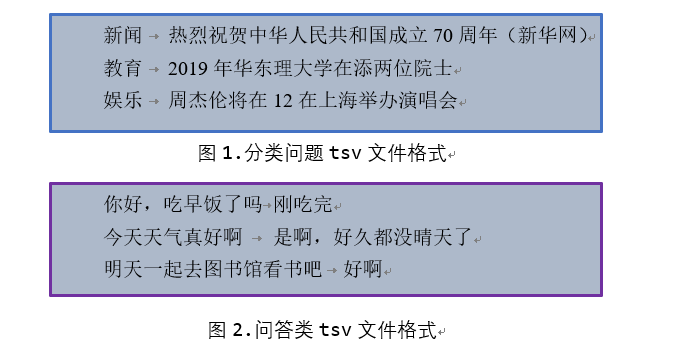 新闻 → 热烈祝贺中华人民共和国成立 70 周年（新华网）
教育 → 2019 年华东理大学在添两位院士
娱乐 → 周杰伦将在 12 在上海举办演唱会
图 1.分类问题 tsv 文件格式
你好，吃早饭了吗→刚吃完
今天天气真好啊 → 是啊，好久都没晴天了
明天一起去图书馆看书吧 → 好啊
图 2.问答类 tsv 文件格式